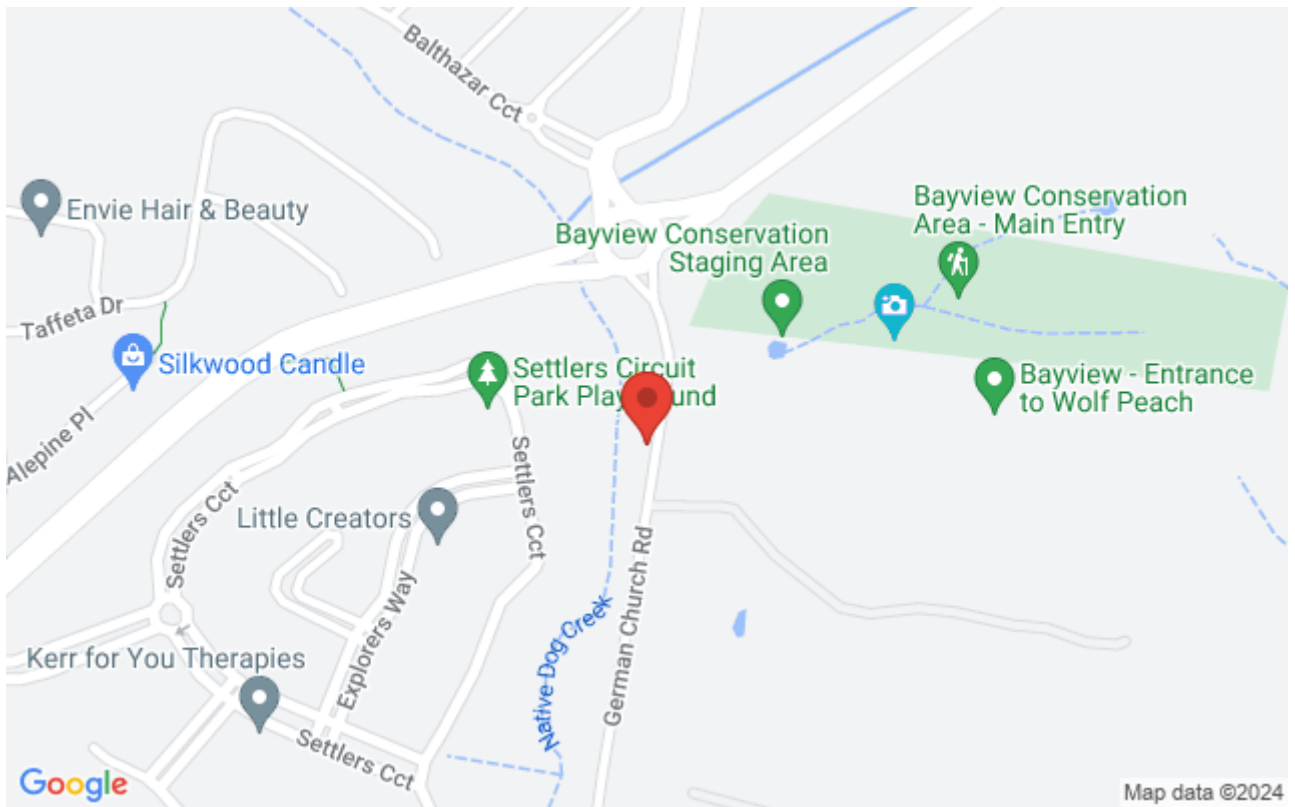 Balthazar Cct
Envie Hair & Beauty
Bayview Conservation
Area - Main Entry
Bayview Conservation
Staging Area
Taffeta Dr
Silkwood Candle
Settlers Circuit
Park Play und
Bayview - Entrance
to Wolf Peach
Alepine Pl
Settlers Cct
Settlers Cct
Little Creators
German Church Rd
Explorers Way
Native Dog Creek
Kerr for You Therapies
Settlers Cct
Google
Map data ©2024